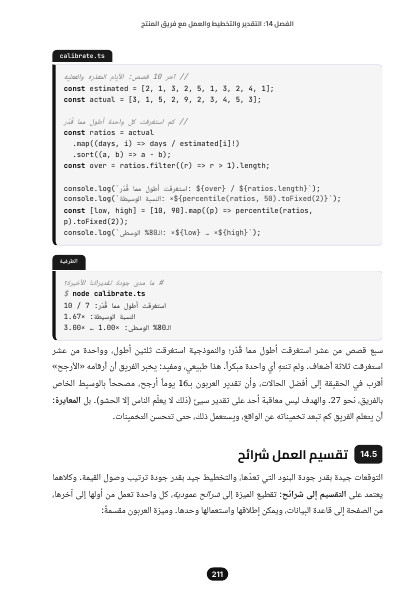 الفصل 14: التقدير والتخطيط والعمل مع فريق المنتج
calibrate.ts
// آخر 10 قصص: الأيام المقدرة والفعلية
const estimated = [2, 1, 3, 2, 5, 1, 3, 2, 4, 1];
const actual = [3, 1, 5, 2, 9, 2, 3, 4, 5, 3];
// كم استغرقت كل واحدة أطول مما قُدّر
const ratios = actual
.map((days, i) => days / estimated[i]!)
.sort((a, b) => a - b);
const over = ratios.filter((r) => r > 1).length;
console.log(`استغرقت أطول مما قُدّر: ${over} / ${ratios.length}`);
console.log(`النسبة الوسيطة: ×${percentile(ratios, 50).toFixed(2)}`);
const [low, high] = [10, 90].map((p) => percentile(ratios,
p).toFixed(2));
console.log(`الـ80% الوسطى: ×${low} … ×${high}`);
الطرفية
# ما مدى جودة تقديراتنا الأخيرة؟
$ node calibrate.ts
استغرقت أطول مما قُدّر: 7 / 10
النسبة الوسيطة: ×1.67
الـ80% الوسطى: ×1.00 … ×3.00
سبع قصص من عشر استغرقت أطول مما قُدّر؛ والنموذجية استغرقت ثلثين أطول، وواحدة من عشر
استغرقت ثلاثة أضعاف. ولم تنتهِ أي واحدة مبكراً. هذا طبيعي، ومفيد: يخبر الفريق أن أرقامه «الأرجح»
أقرب في الحقيقة إلى أفضل الحالات، وأن تقدير العربون بـ16 يوماً أرجح، مصححاً بالوسيط الخاص
بالفريق، نحو 27. والهدف ليس معاقبة أحد على تقدير سيئ (ذلك لا يعلّم الناس إلا الحشو). بل المعايرة:
أن يتعلم الفريق كم تبعد تخميناته عن الواقع، ويستعمل ذلك، حتى تتحسن التخمينات.
14.5 تقسيم العمل شرائح
التوقعات جيدة بقدر جودة البنود التي تعدّها، والتخطيط جيد بقدر جودة ترتيب وصول القيمة. وكلاهما
يعتمد على التقسيم إلى شرائح: تقطيع الميزة إلى شرائح عمودية، كل واحدة تعمل من أولها إلى آخرها،
من الصفحة إلى قاعدة البيانات، ويمكن إطلاقها واستعمالها وحدها. وميزة العربون مقسمةً:
211